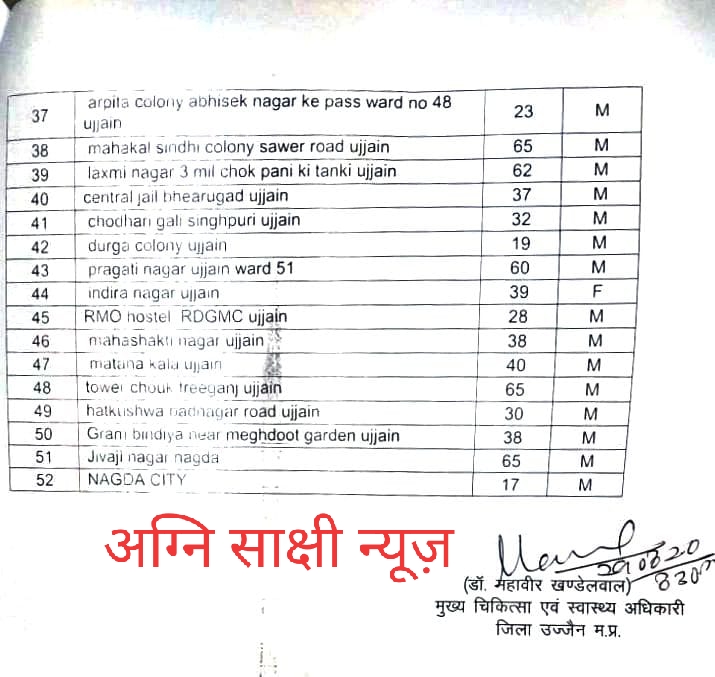 37 arpita colony abhisek nagar ke pass ward no 48 23 M
ujjain
38 mahakal sindhi colony sawer road ujjain 65 M
39 laxmi nagar 3 mil chok pani ki tanki ujjain 62 M
40 central jail bhearugad ujjain 37 M
41 chodhari gali singhpuri ujjain 32 M
42 durga colony ujjain 19 M
43 pragati nagar ujjain ward 51 60 M
44 indira nagar ujjain 39 F
45 RMO hostel RDGMC ujjain 28 M
46 mahashakti nagar ujjain 38 M
47 matana kala ujjain 40 M
48 tower chouk freeganj ujjain 65 M
49 hatkushwa badnagar road ujjain 30 M
50 Gram bindiya near meghdoot garden ujjain 38 M
51 Jivaji nagar nagda 65 M
52 NAGDA CITY 17 M
अग्नि साक्षी न्यूज़
(डॉ. महावीर खण्डेलवाल)
मुख्य चिकित्सा एवं स्वास्थ्य अधिकारी
जिला उज्जैन म.प्र.